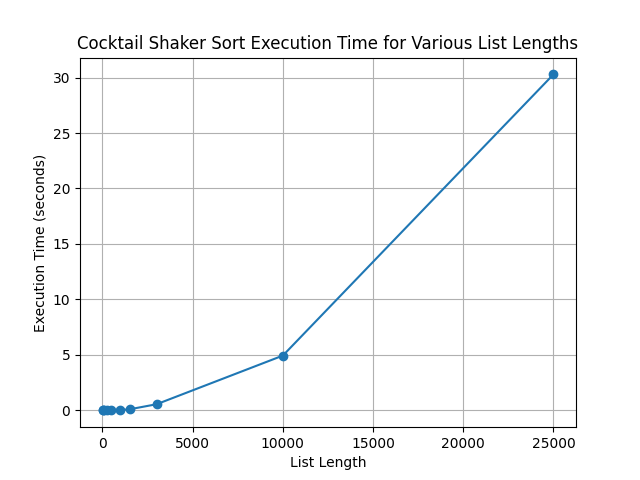 Cocktail Shaker Sort Execution Time for Various List Lengths
30
25
20
15
10
5
0
Execution Time (seconds)
0 5000 10000 15000 20000 25000
List Length